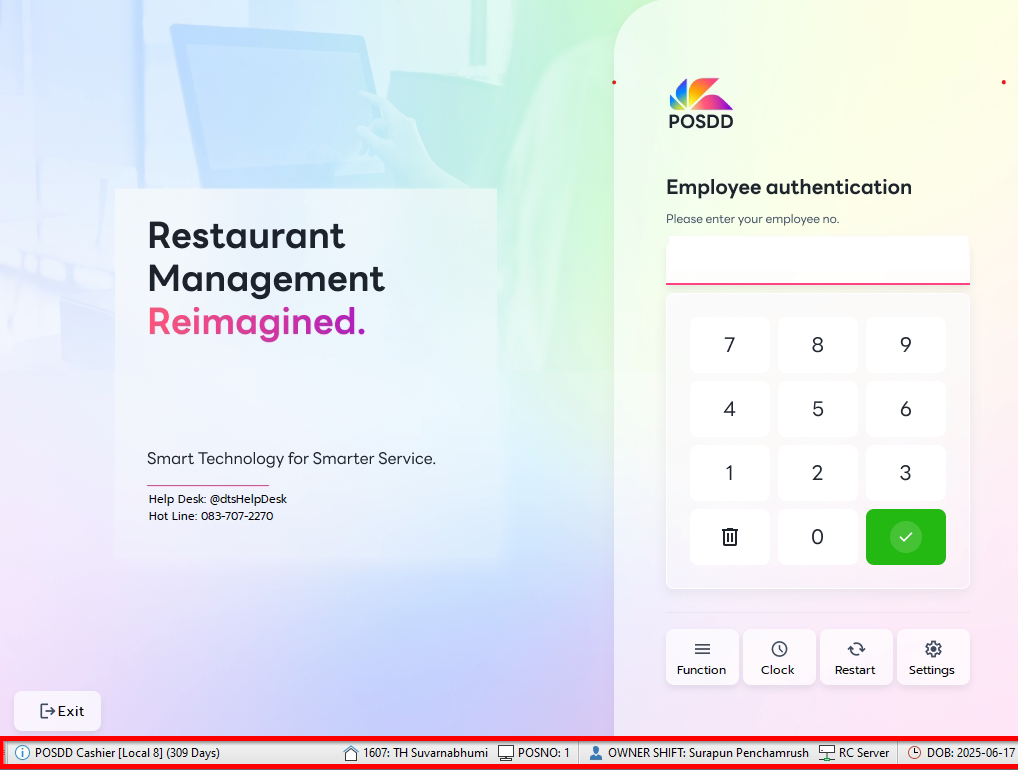 POSDD
Restaurant
Management
Reimagined.
Smart Technology for Smarter Service.
Help Desk: @dtsHelpDesk
Hot Line: 083-707-2270
Exit
Employee authentication
Please enter your employee no.
7 8 9
4 5 6
1 2 3
0
Function Clock Restart Settings
POSDD Cashier [Local 8] (309 Days) 1607: TH Suvarnabhumi POSNO: 1 OWNER SHIFT: Surapun Penchamrush RC Server DOB: 2025-06-17